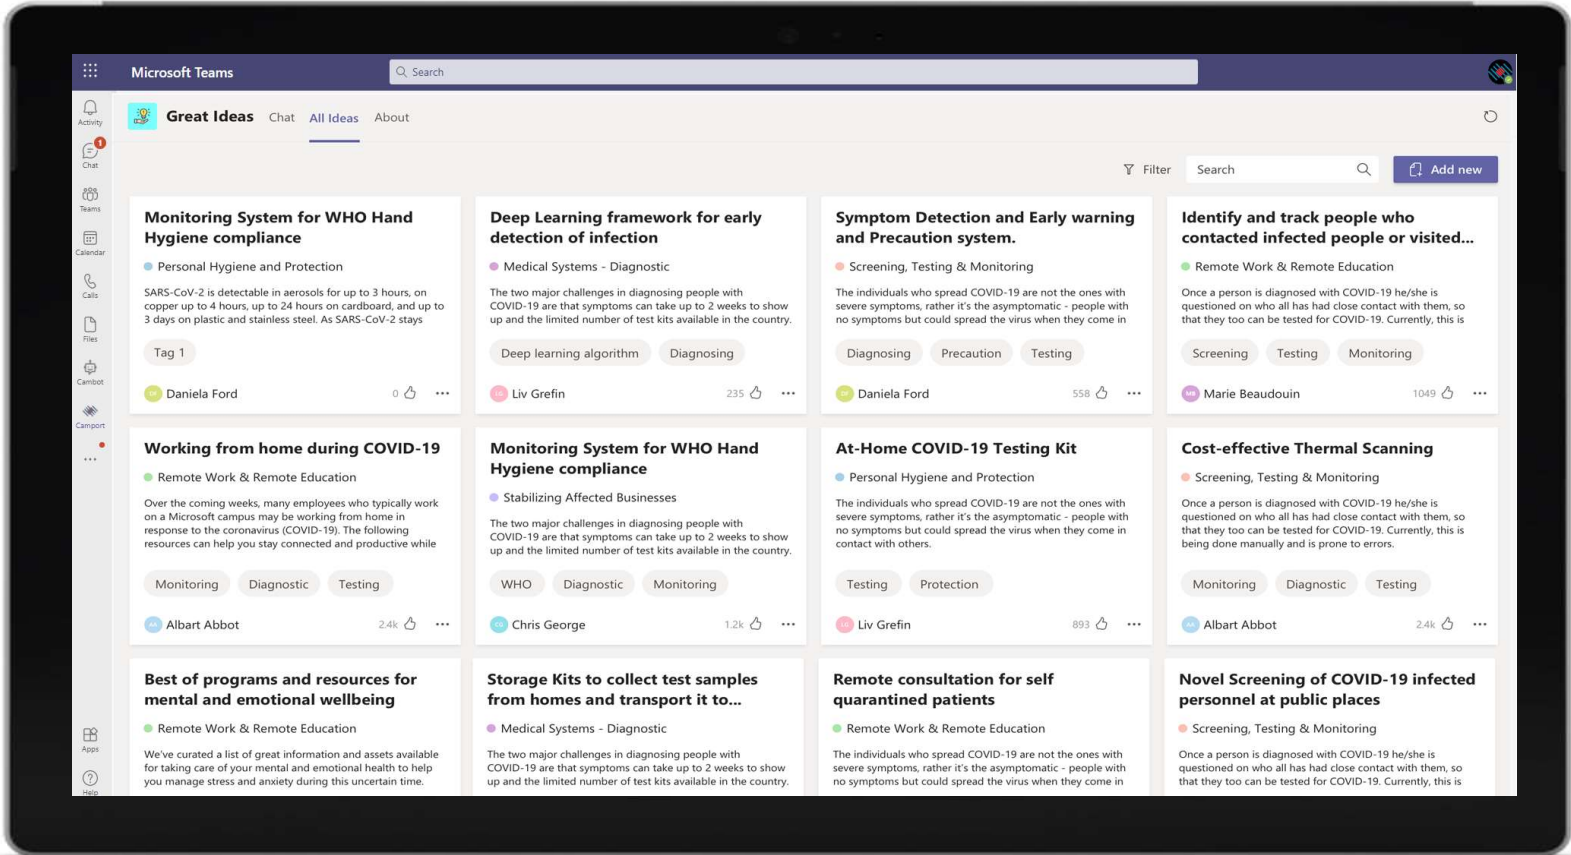 Microsoft Teams
Search
Activity
1
Chat
Teams
Calendar
Calls
Files
Cambot
Camport
Apps
Help
Great Ideas
Chat
All Ideas
About
Filter
Search
Add new
Monitoring System for WHO Hand
Hygiene compliance
Personal Hygiene and Protection
SARS-CoV-2 is detectable in aerosols for up to 3 hours, on
copper up to 4 hours, up to 24 hours on cardboard, and up to
3 days on plastic and stainless steel. As SARS-CoV-2 stays
Tag 1
DF Daniela Ford
0
Deep Learning framework for early
detection of infection
Medical Systems - Diagnostic
The two major challenges in diagnosing people with
COVID-19 are that symptoms can take up to 2 weeks to show
up and the limited number of test kits available in the country.
Deep learning algorithm
Diagnosing
LG Liv Grefin
235
Symptom Detection and Early warning
and Precaution system.
Screening, Testing & Monitoring
The individuals who spread COVID-19 are not the ones with
severe symptoms, rather it's the asymptomatic - people with
no symptoms but could spread the virus when they come in
Diagnosing
Precaution
Testing
DF Daniela Ford
558
Identify and track people who
contacted infected people or visited...
Remote Work & Remote Education
Once a person is diagnosed with COVID-19 he/she is
questioned on who all has had close contact with them, so
that they too can be tested for COVID-19. Currently, this is
Screening
Testing
Monitoring
MB Marie Beaudouin
1049
Working from home during COVID-19
Remote Work & Remote Education
Over the coming weeks, many employees who typically work
on a Microsoft campus may be working from home in
response to the coronavirus (COVID-19). The following
resources can help you stay connected and productive while
Monitoring
Diagnostic
Testing
AA Albart Abbot
2.4k
Monitoring System for WHO Hand
Hygiene compliance
Stabilizing Affected Businesses
The two major challenges in diagnosing people with
COVID-19 are that symptoms can take up to 2 weeks to show
up and the limited number of test kits available in the country.
WHO
Diagnostic
Monitoring
CG Chris George
1.2k
At-Home COVID-19 Testing Kit
Personal Hygiene and Protection
The individuals who spread COVID-19 are not the ones with
severe symptoms, rather it's the asymptomatic - people with
no symptoms but could spread the virus when they come in
contact with others.
Testing
Protection
LG Liv Grefin
893
Cost-effective Thermal Scanning
Screening, Testing & Monitoring
Once a person is diagnosed with COVID-19 he/she is
questioned on who all has had close contact with them, so
that they too can be tested for COVID-19. Currently, this is
being done manually and is prone to errors.
Monitoring
Diagnostic
Testing
AA Albart Abbot
2.4k
Best of programs and resources for
mental and emotional wellbeing
Remote Work & Remote Education
We've curated a list of great information and assets available
for taking care of your mental and emotional health to help
you manage stress and anxiety during this uncertain time.
Storage Kits to collect test samples
from homes and transport it to...
Medical Systems - Diagnostic
The two major challenges in diagnosing people with
COVID-19 are that symptoms can take up to 2 weeks to show
up and the limited number of test kits available in the country.
Remote consultation for self
quarantined patients
Remote Work & Remote Education
The individuals who spread COVID-19 are not the ones with
severe symptoms, rather it's the asymptomatic - people with
no symptoms but could spread the virus when they come in
Novel Screening of COVID-19 infected
personnel at public places
Screening, Testing & Monitoring
Once a person is diagnosed with COVID-19 he/she is
questioned on who all has had close contact with them, so
that they too can be tested for COVID-19. Currently, this is